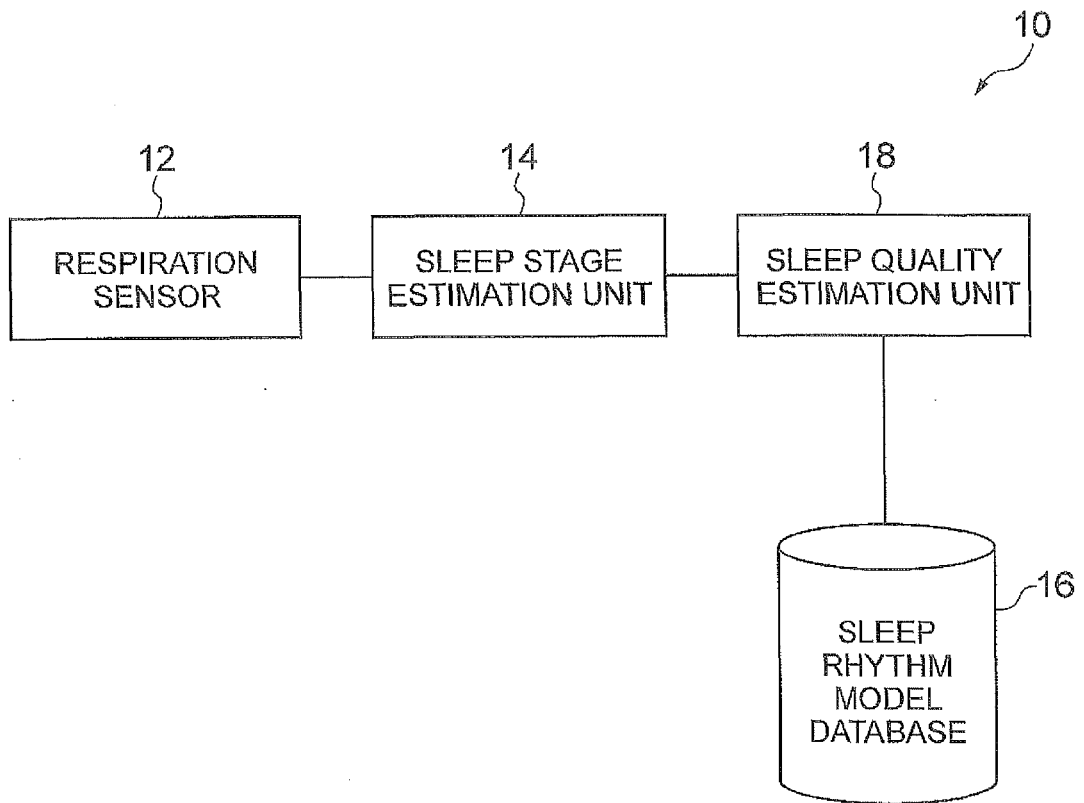 10
12
14
18
RESPIRATION
SENSOR
SLEEP STAGE
ESTIMATION UNIT
SLEEP QUALITY
ESTIMATION UNIT
16
SLEEP
RHYTHM
MODEL
DATABASE